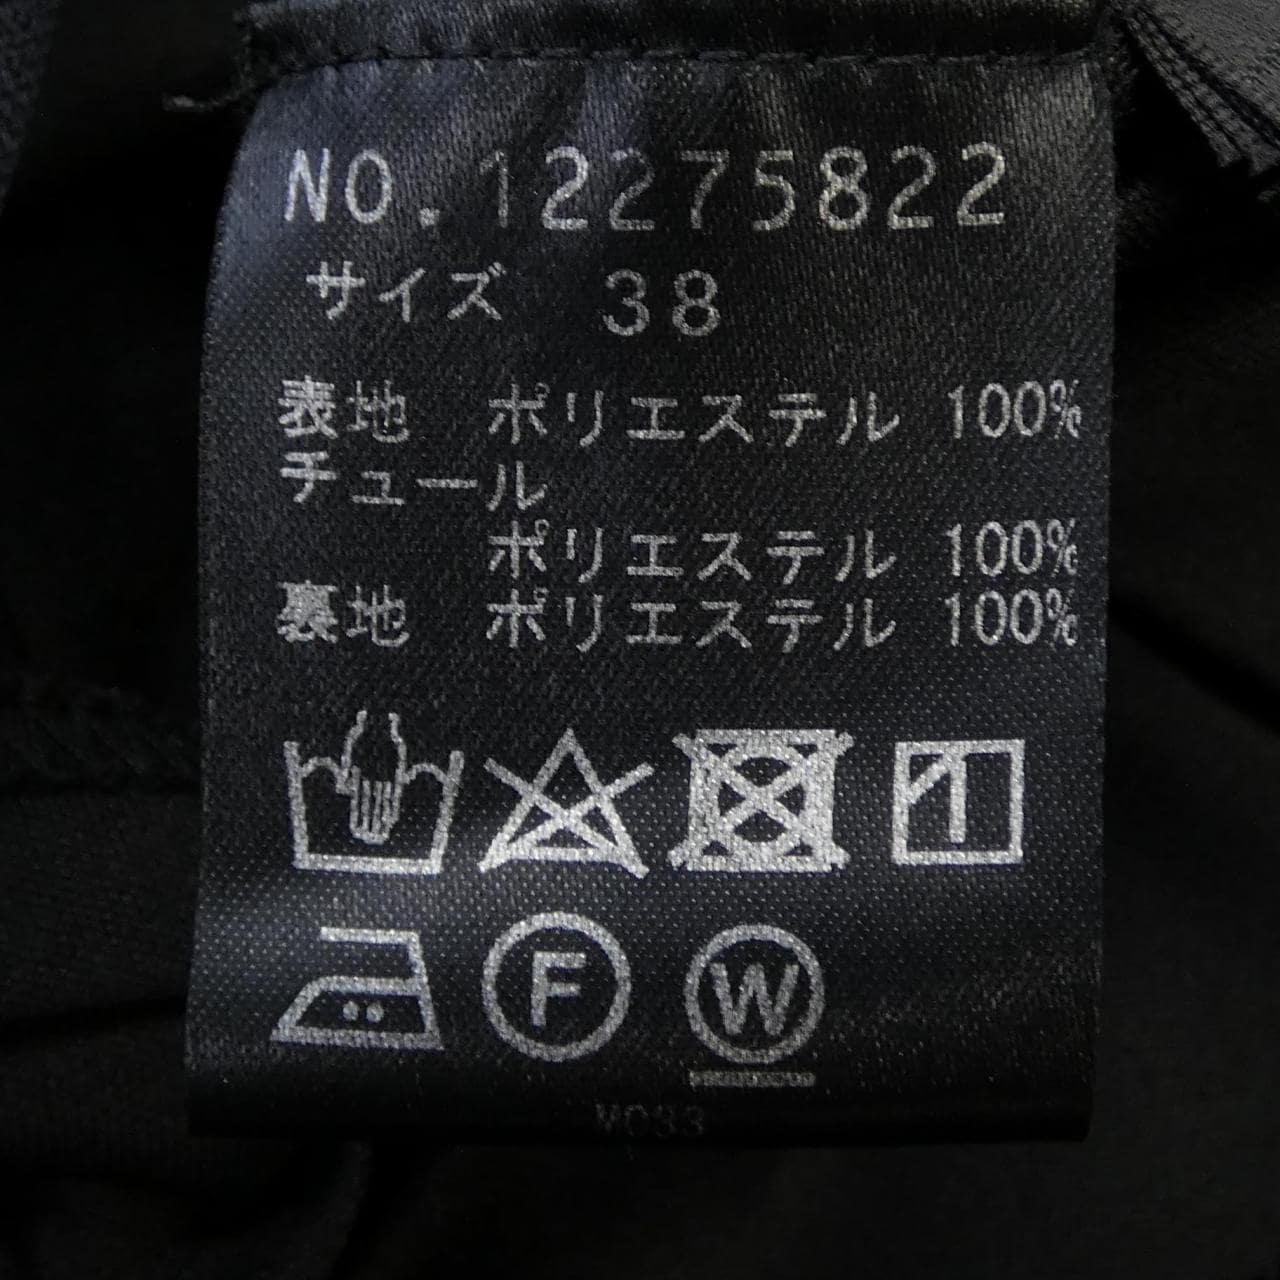 NO.12275822
サイズ 38
表地 ポリエステル 100%
チュール
ポリエステル 100%
裏地 ポリエステル 100%
F W